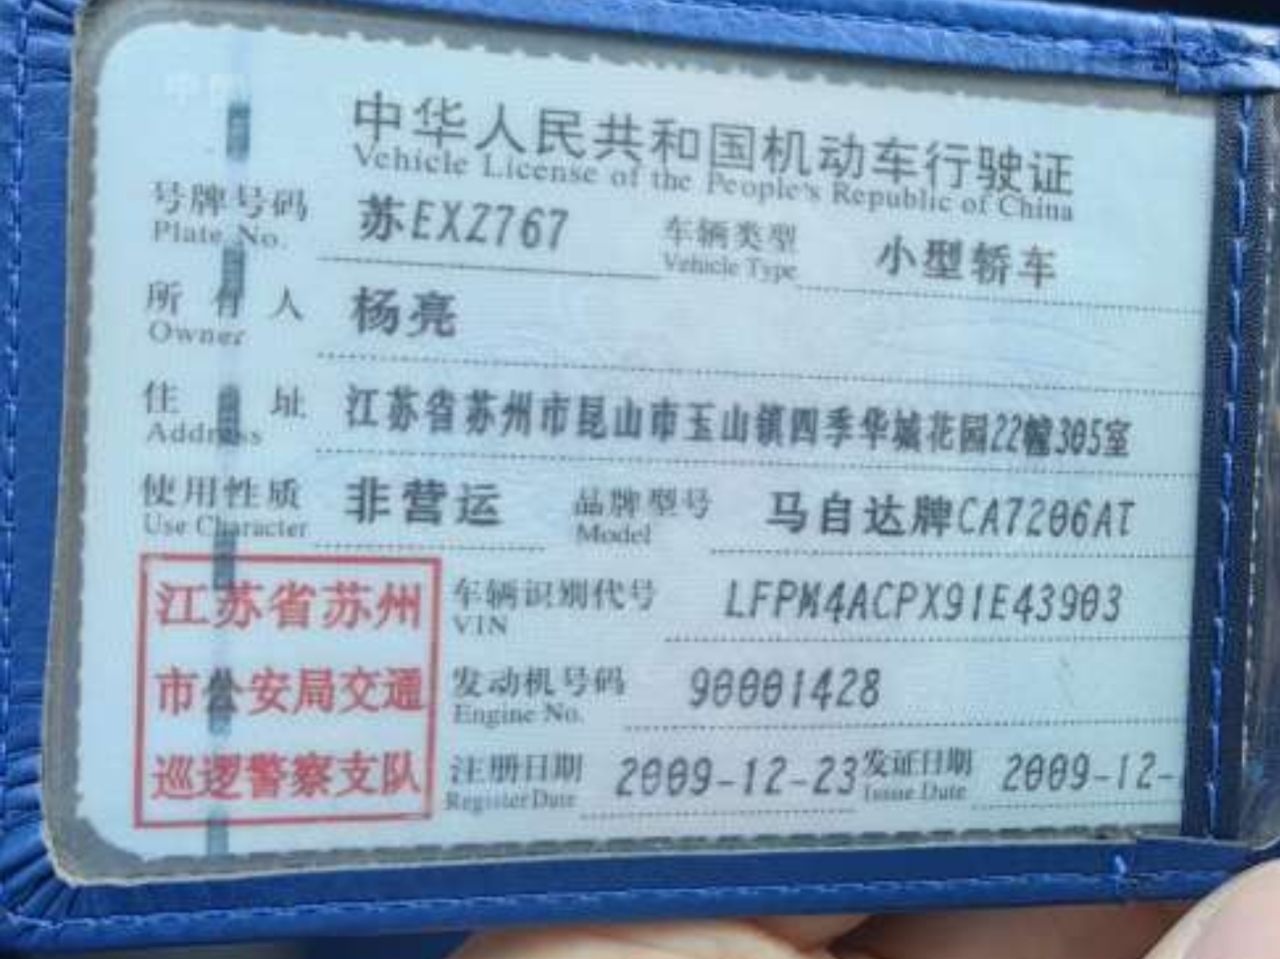 中华人民共和国机动车行驶证
Vehicle License of the People's Republic of China
号牌号码 苏EXZ767 车辆类型 小型轿车
Plate No. Vehicle Type
所有人 杨亮
Owner
住址 江苏省苏州市昆山市玉山镇四季华城花园22幢305室
Address
使用性质 非营运 品牌型号 马自达牌CA7206AT
Use Character Model
江苏省苏州
市公安局交通
巡逻警察支队
车辆识别代号 LFPM4ACPX91E43903
VIN
发动机号码 90001428
Engine No.
注册日期 2009-12-23 发证日期 2009-12-
Register Date Issue Date